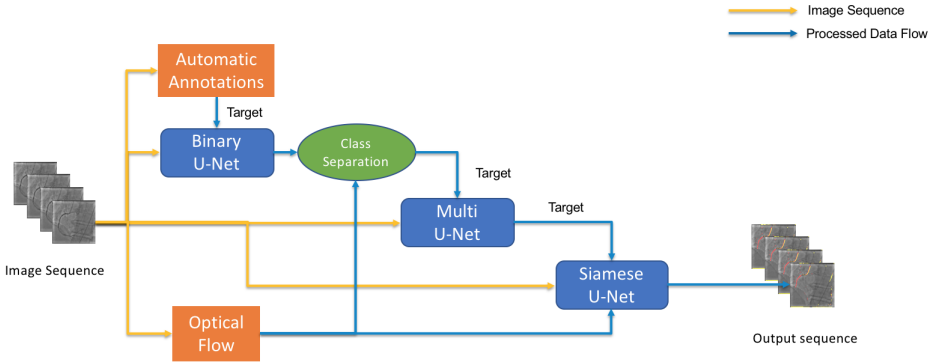 Image Sequence
Processed Data Flow
Automatic
Annotations
Target
Binary
U-Net
Class
Separation
Target
Multi
U-Net
Target
Image Sequence
Siamese
U-Net
Optical
Flow
Output sequence